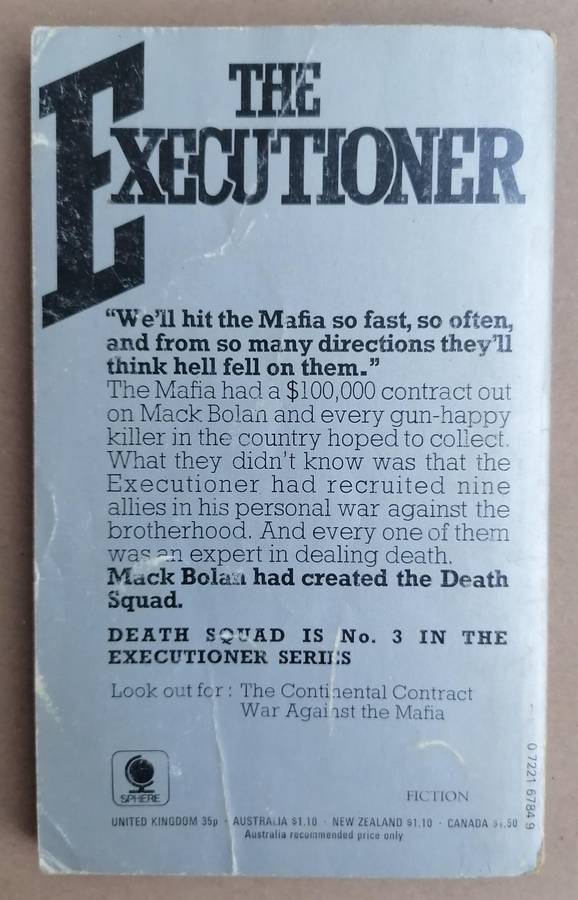 THE
EXECUTIONER
“We’ll hit the Mafia so fast, so often,
and from so many directions they’ll
think hell fell on them.”
The Mafia had a $100,000 contract out
on Mack Bolan and every gun-happy
killer in the country hoped to collect.
What they didn’t know was that the
Executioner had recruited nine
allies in his personal war against the
brotherhood. And every one of them
was an expert in dealing death.
Mack Bolan had created the Death
Squad.
DEATH SQUAD IS No. 3 IN THE
EXECUTIONER SERIES
Look out for : The Continental Contract
War Against the Mafia
SPHERE
FICTION
UNITED KINGDOM 35p · AUSTRALIA $1.10 · NEW ZEALAND $1.10 · CANADA $1.50
Australia recommended price only
0 7221 6784 9